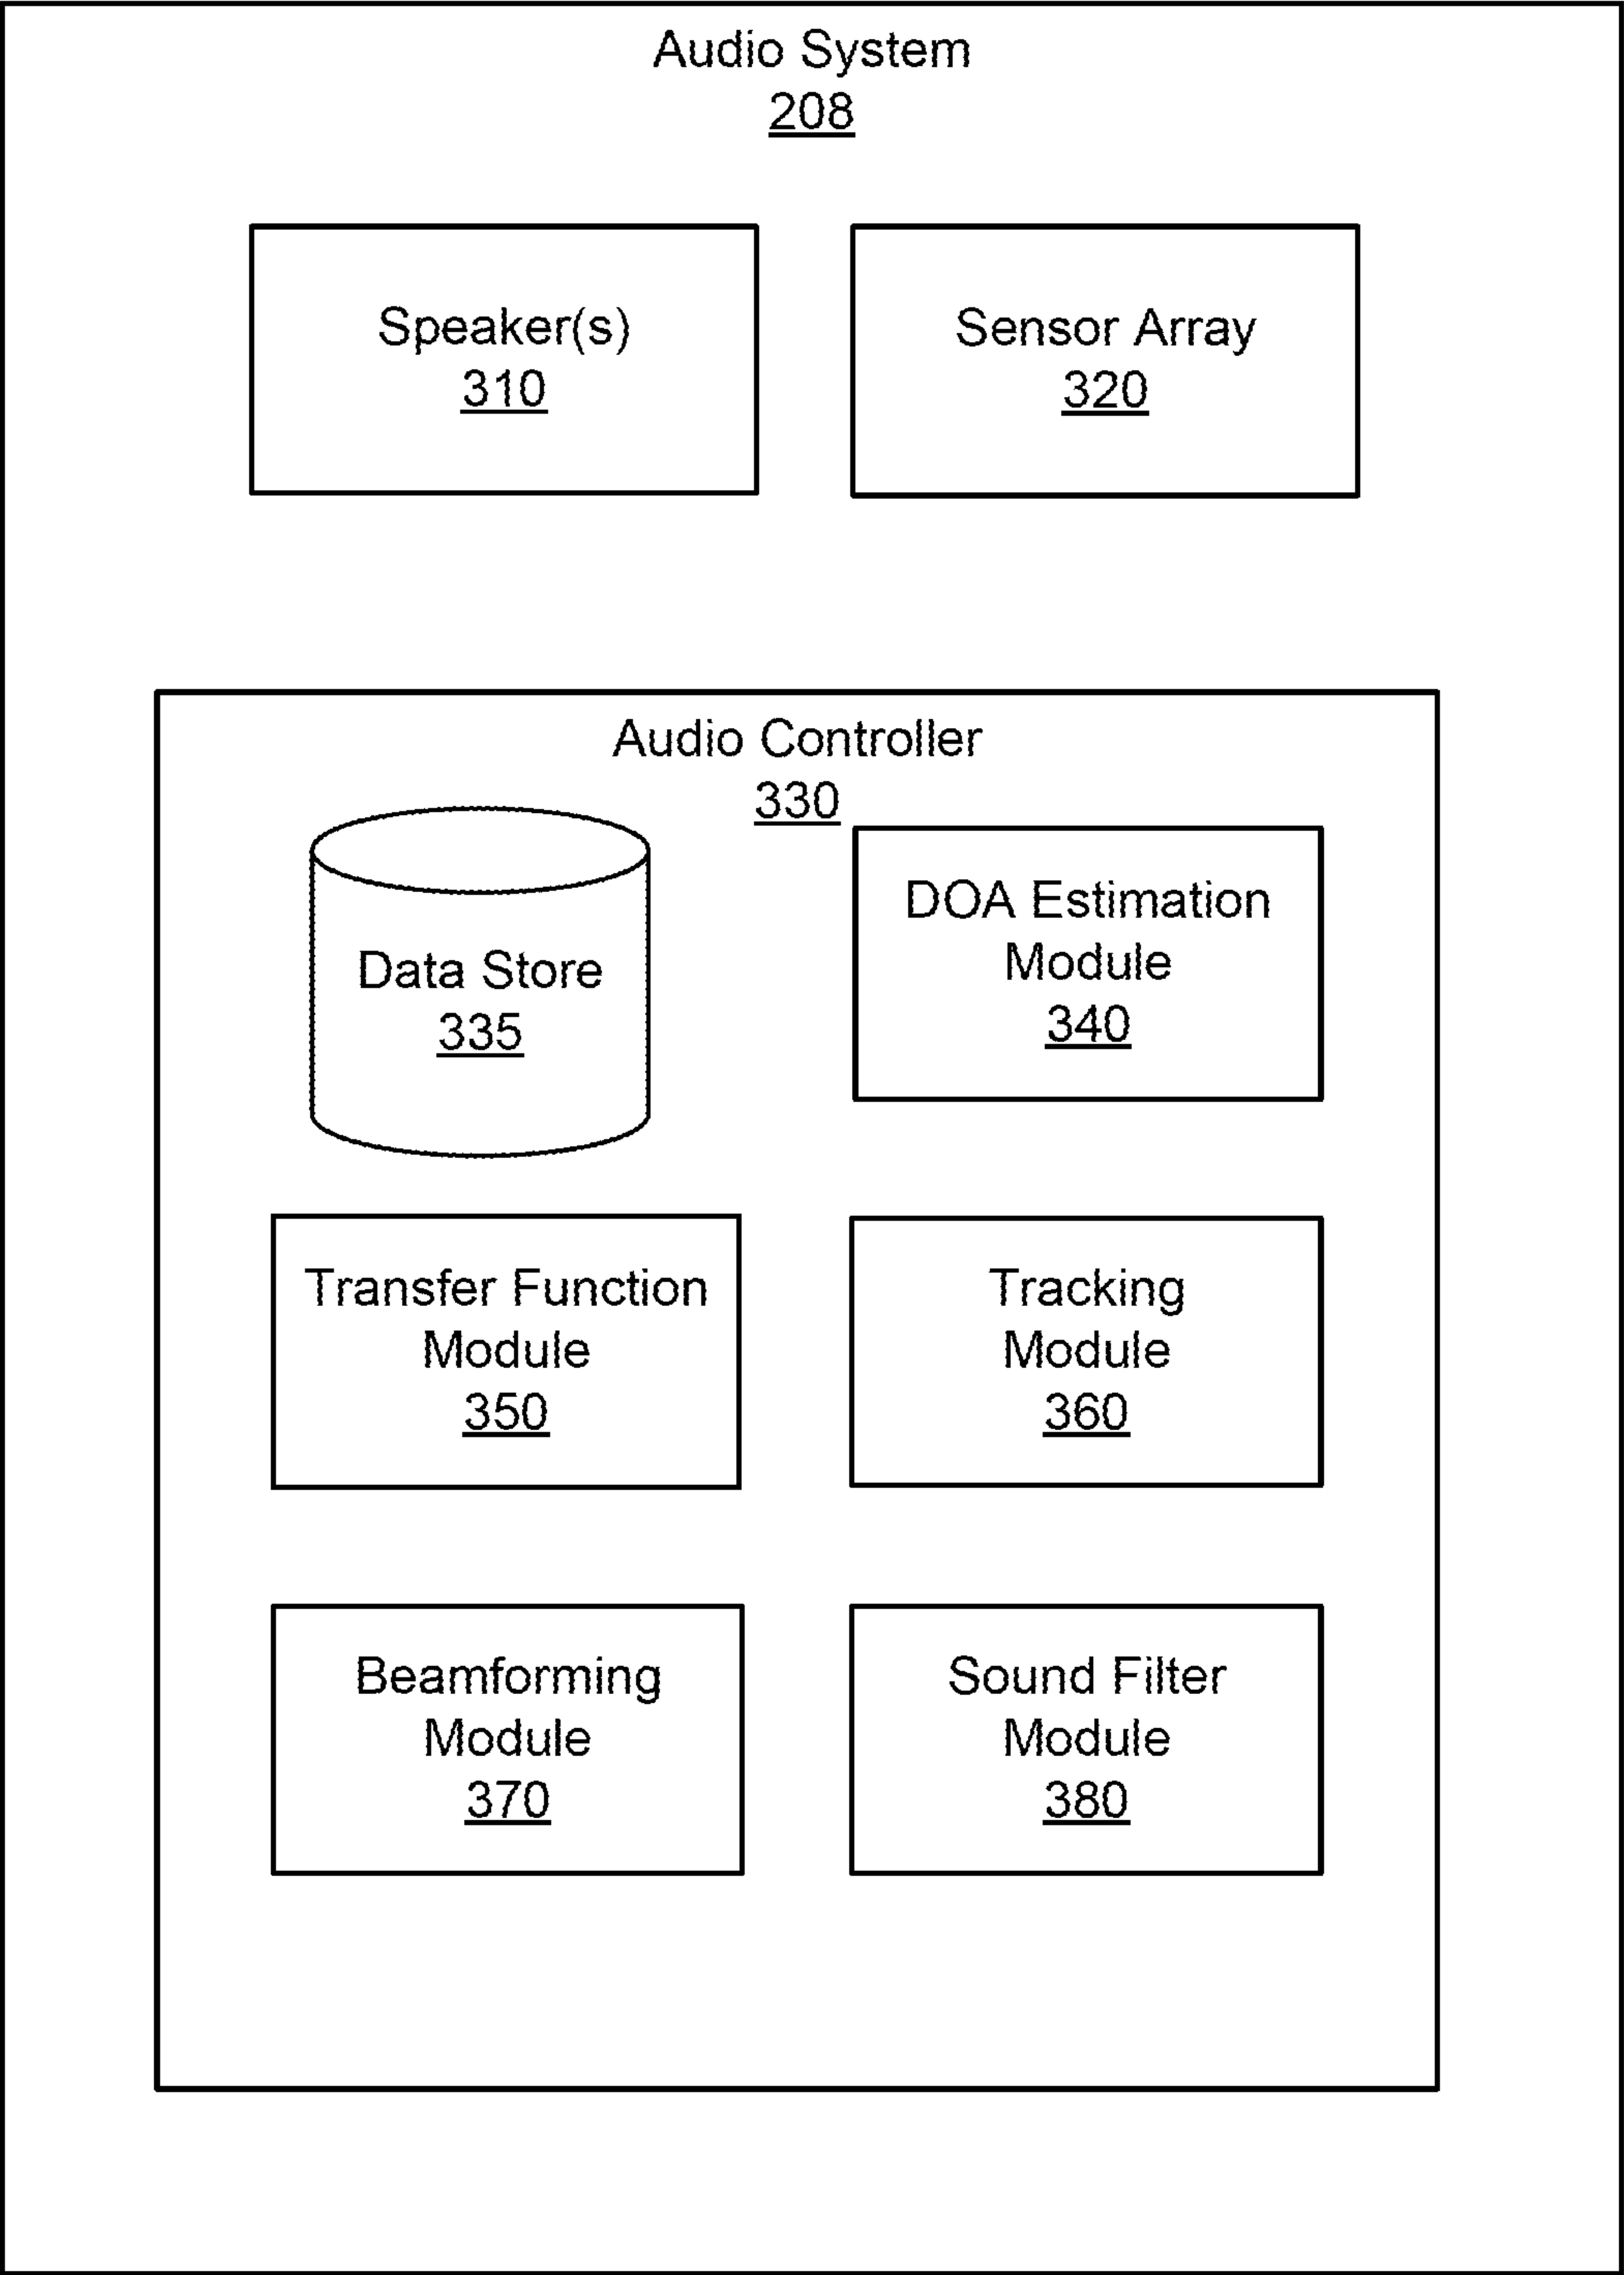 Audio System
208
Speaker(s)
310
Sensor Array
320
Audio Controller
330
Data Store
335
DOA Estimation
Module
340
Transfer Function
Module
350
Tracking
Module
360
Beamforming
Module
370
Sound Filter
Module
380